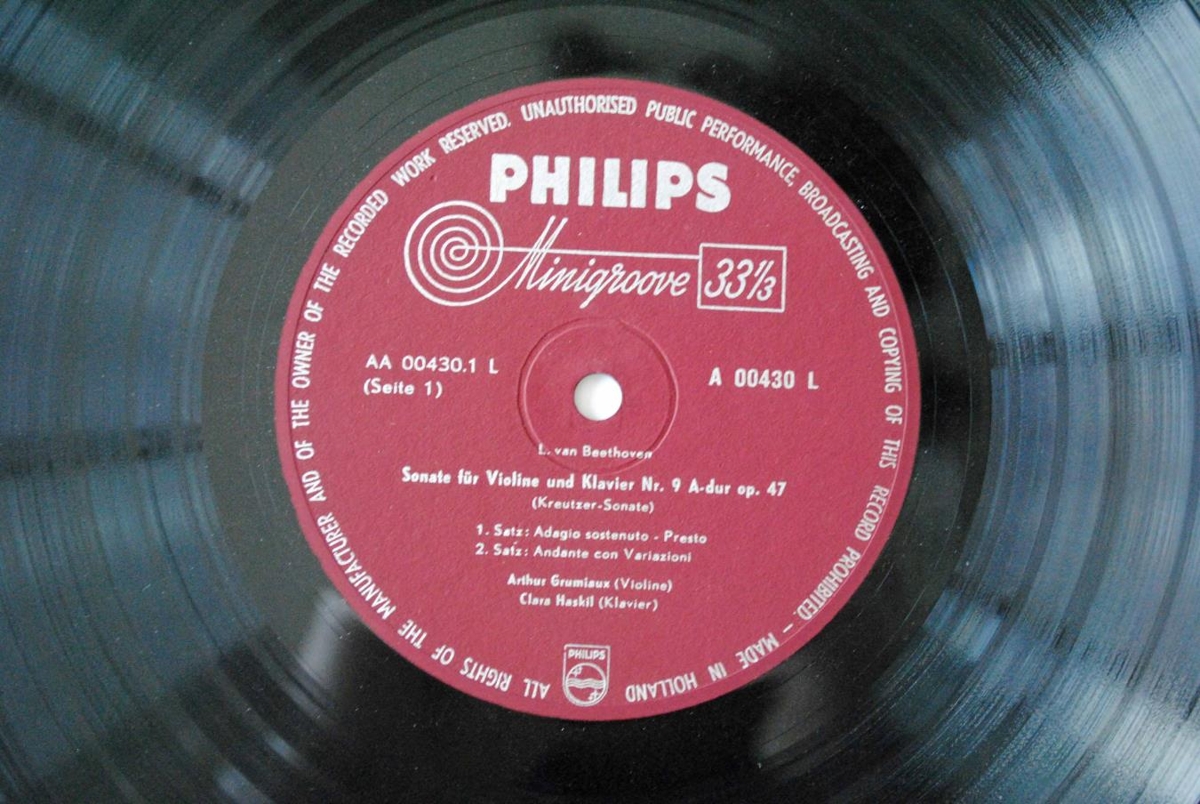 ALL RIGHTS OF THE MANUFACTURER AND OF THE OWNER OF THE RECORDED WORK RESERVED. UNAUTHORISED PUBLIC PERFORMANCE, BROADCASTING AND COPYING OF THIS RECORD PROHIBITED. – MADE IN HOLLAND
PHILIPS
Minigroove 33⅓
AA 00430.1 L
(Seite 1)
A 00430 L
L. van Beethoven
Sonate für Violine und Klavier Nr. 9 A-dur op. 47
(Kreutzer-Sonate)
1. Satz: Adagio sostenuto - Presto
2. Satz: Andante con Variazioni
Arthur Grumiaux (Violine)
Clara Haskil (Klavier)
PHILIPS